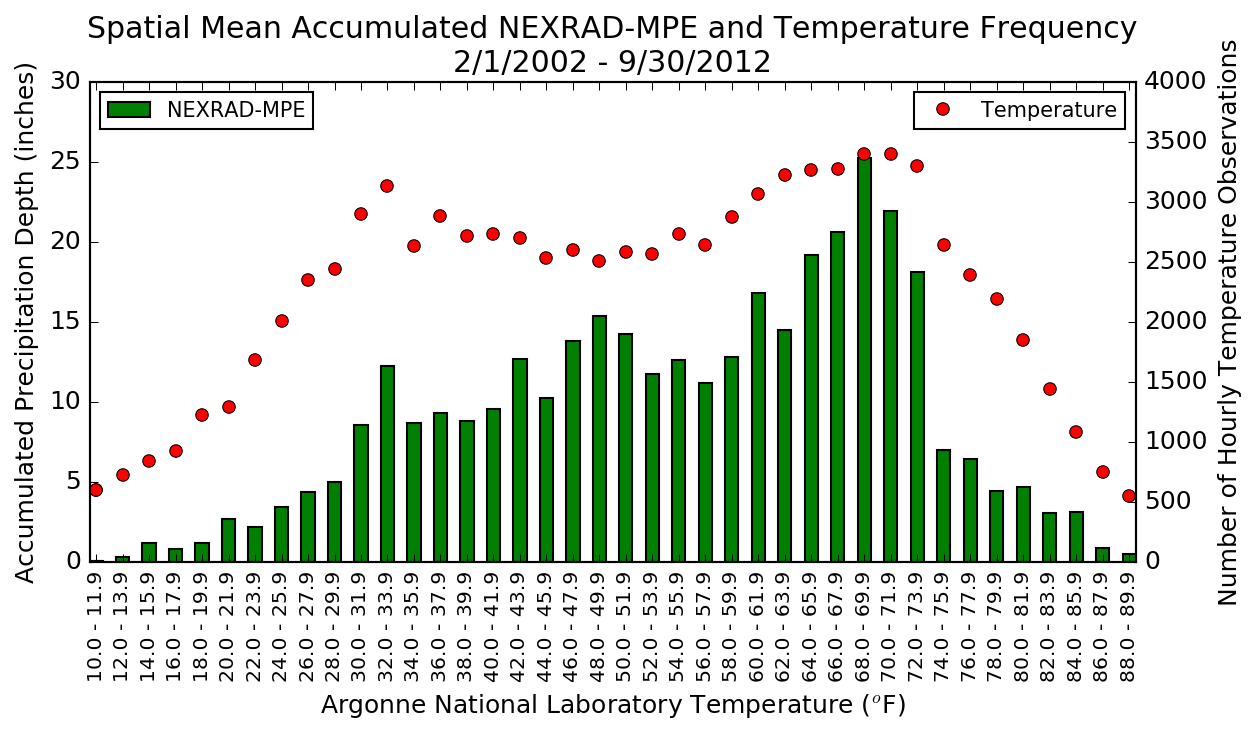 Spatial Mean Accumulated NEXRAD-MPE and Temperature Frequency
2/1/2002 - 9/30/2012
NEXRAD-MPE
Temperature
Accumulated Precipitation Depth (inches)
30
25
20
15
10
5
0
4000
3500
3000
2500
2000
1500
1000
500
0
Number of Hourly Temperature Observations
10.0 - 11.9
12.0 - 13.9
14.0 - 15.9
16.0 - 17.9
18.0 - 19.9
20.0 - 21.9
22.0 - 23.9
24.0 - 25.9
26.0 - 27.9
28.0 - 29.9
30.0 - 31.9
32.0 - 33.9
34.0 - 35.9
36.0 - 37.9
38.0 - 39.9
40.0 - 41.9
42.0 - 43.9
44.0 - 45.9
46.0 - 47.9
48.0 - 49.9
50.0 - 51.9
52.0 - 53.9
54.0 - 55.9
56.0 - 57.9
58.0 - 59.9
60.0 - 61.9
62.0 - 63.9
64.0 - 65.9
66.0 - 67.9
68.0 - 69.9
70.0 - 71.9
72.0 - 73.9
74.0 - 75.9
76.0 - 77.9
78.0 - 79.9
80.0 - 81.9
82.0 - 83.9
84.0 - 85.9
86.0 - 87.9
88.0 - 89.9
Argonne National Laboratory Temperature (°F)